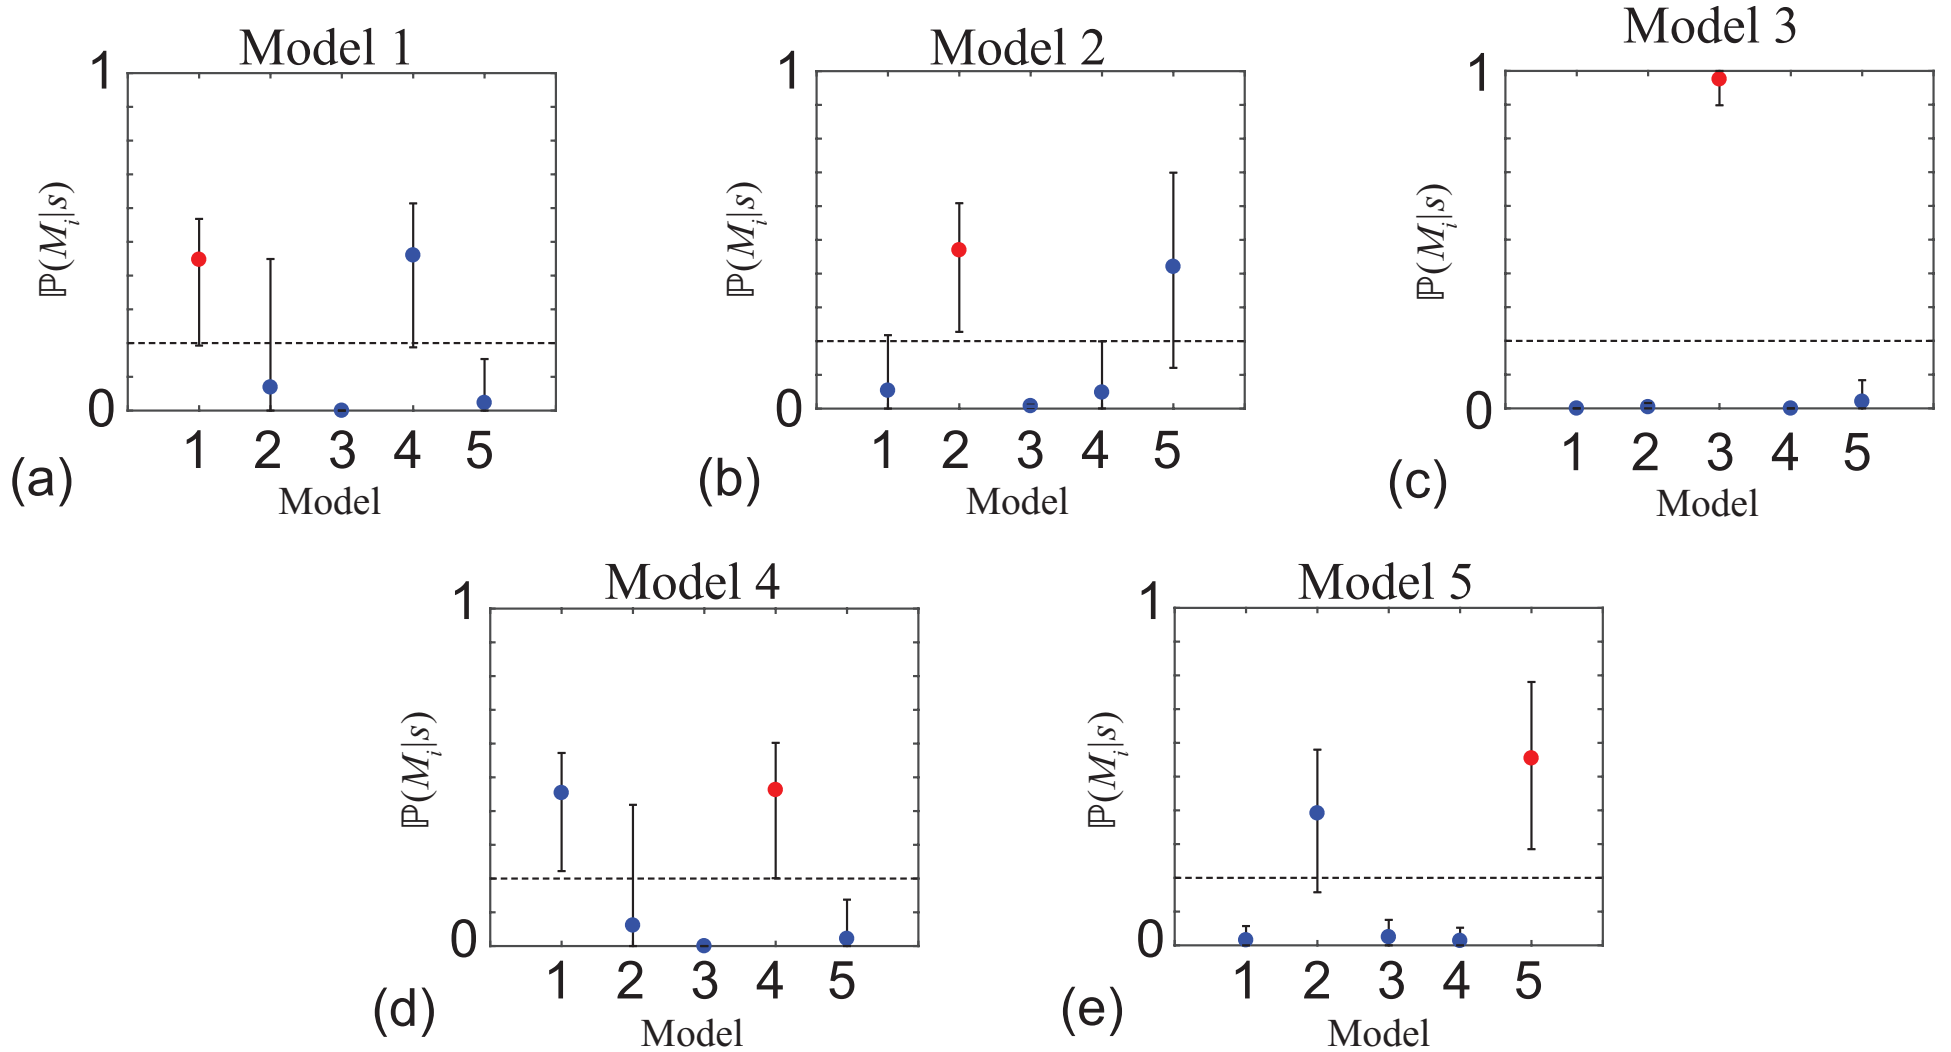 Model 1
1
ℙ(M_i|s)
0
1 2 3 4 5
(a)
Model
Model 2
1
ℙ(M_i|s)
0
1 2 3 4 5
(b)
Model
Model 3
1
ℙ(M_i|s)
0
1 2 3 4 5
(c)
Model
Model 4
1
ℙ(M_i|s)
0
1 2 3 4 5
(d)
Model
Model 5
1
ℙ(M_i|s)
0
1 2 3 4 5
(e)
Model